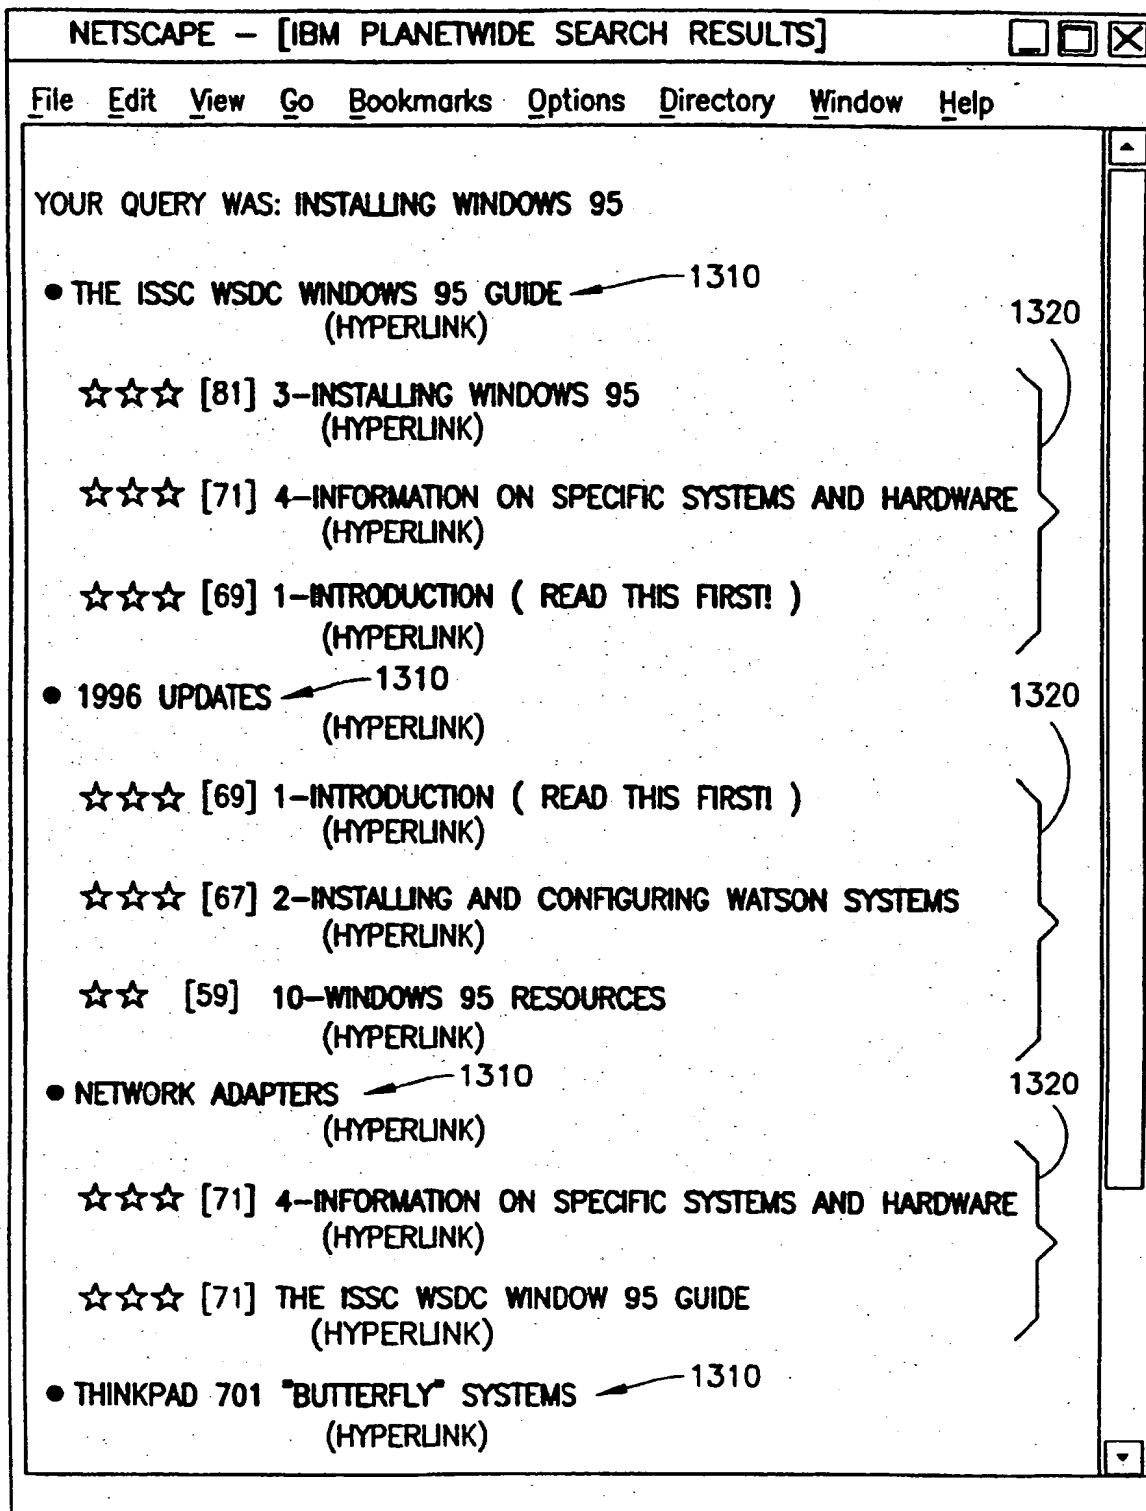 NETSCAPE – [IBM PLANETWIDE SEARCH RESULTS]
File Edit View Go Bookmarks Options Directory Window Help
YOUR QUERY WAS: INSTALLING WINDOWS 95
● THE ISSC WSDC WINDOWS 95 GUIDE 1310
(HYPERLINK)
1320
☆☆☆ [81] 3–INSTALLING WINDOWS 95
(HYPERLINK)
☆☆☆ [71] 4–INFORMATION ON SPECIFIC SYSTEMS AND HARDWARE
(HYPERLINK)
☆☆☆ [69] 1–INTRODUCTION ( READ THIS FIRST! )
(HYPERLINK)
● 1996 UPDATES 1310
1320
(HYPERLINK)
☆☆☆ [69] 1–INTRODUCTION ( READ THIS FIRST! )
(HYPERLINK)
☆☆☆ [67] 2–INSTALLING AND CONFIGURING WATSON SYSTEMS
(HYPERLINK)
☆☆ [59] 10–WINDOWS 95 RESOURCES
(HYPERLINK)
● NETWORK ADAPTERS 1310
1320
(HYPERLINK)
☆☆☆ [71] 4–INFORMATION ON SPECIFIC SYSTEMS AND HARDWARE
(HYPERLINK)
☆☆☆ [71] THE ISSC WSDC WINDOW 95 GUIDE
(HYPERLINK)
● THINKPAD 701 "BUTTERFLY" SYSTEMS 1310
(HYPERLINK)